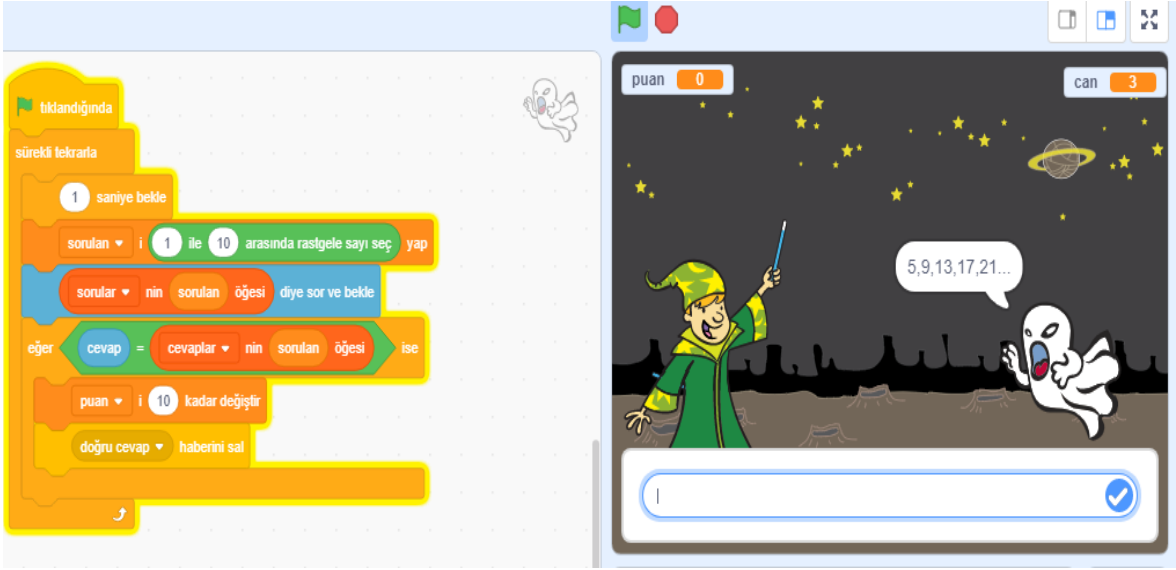 tıklandığında
sürekli tekrarla
1 saniye bekle
sorulan i 1 ile 10 arasında rastgele sayı seç yap
sorular nin sorulan öğesi diye sor ve bekle
eğer cevap = cevaplar nin sorulan öğesi ise
puan i 10 kadar değiştir
doğru cevap haberini sal
puan 0
can 3
5,9,13,17,21...